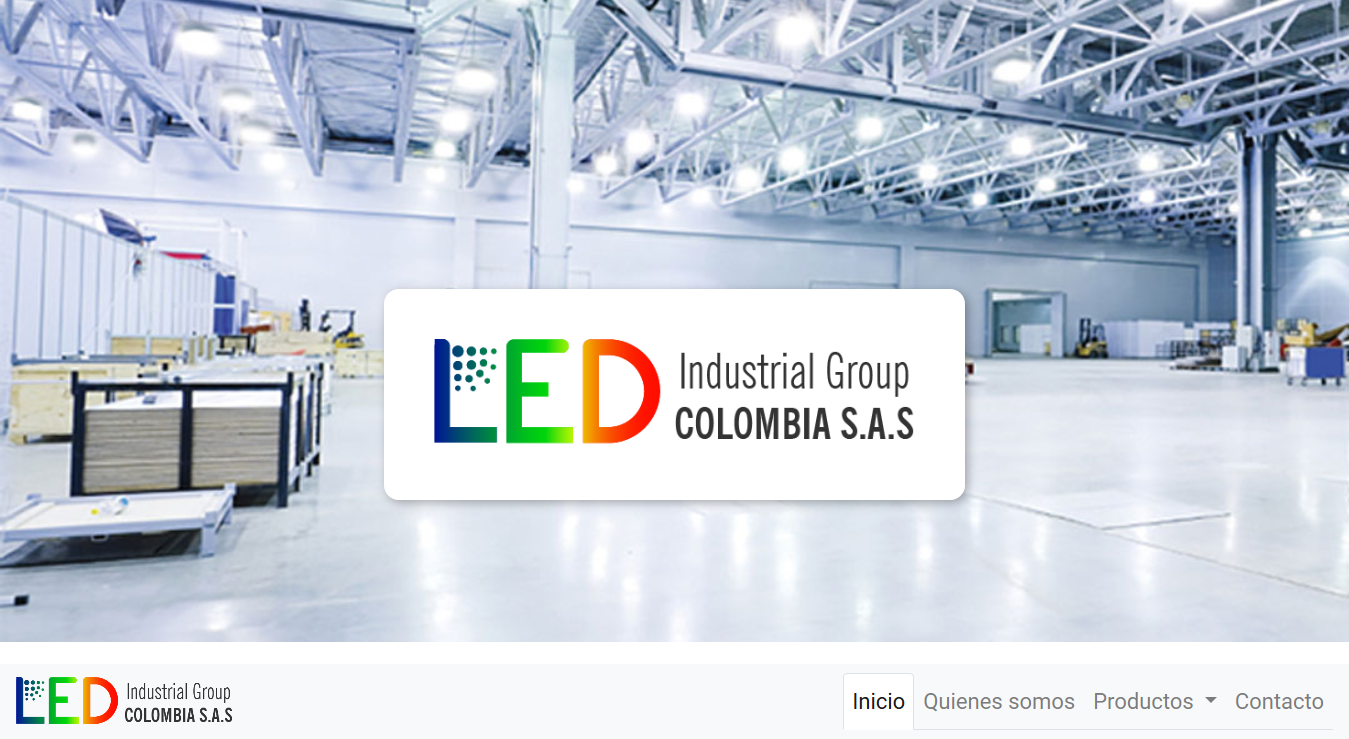 LED Industrial Group
COLOMBIA S.A.S
LED Industrial Group
COLOMBIA S.A.S
Inicio Quienes somos Productos Contacto